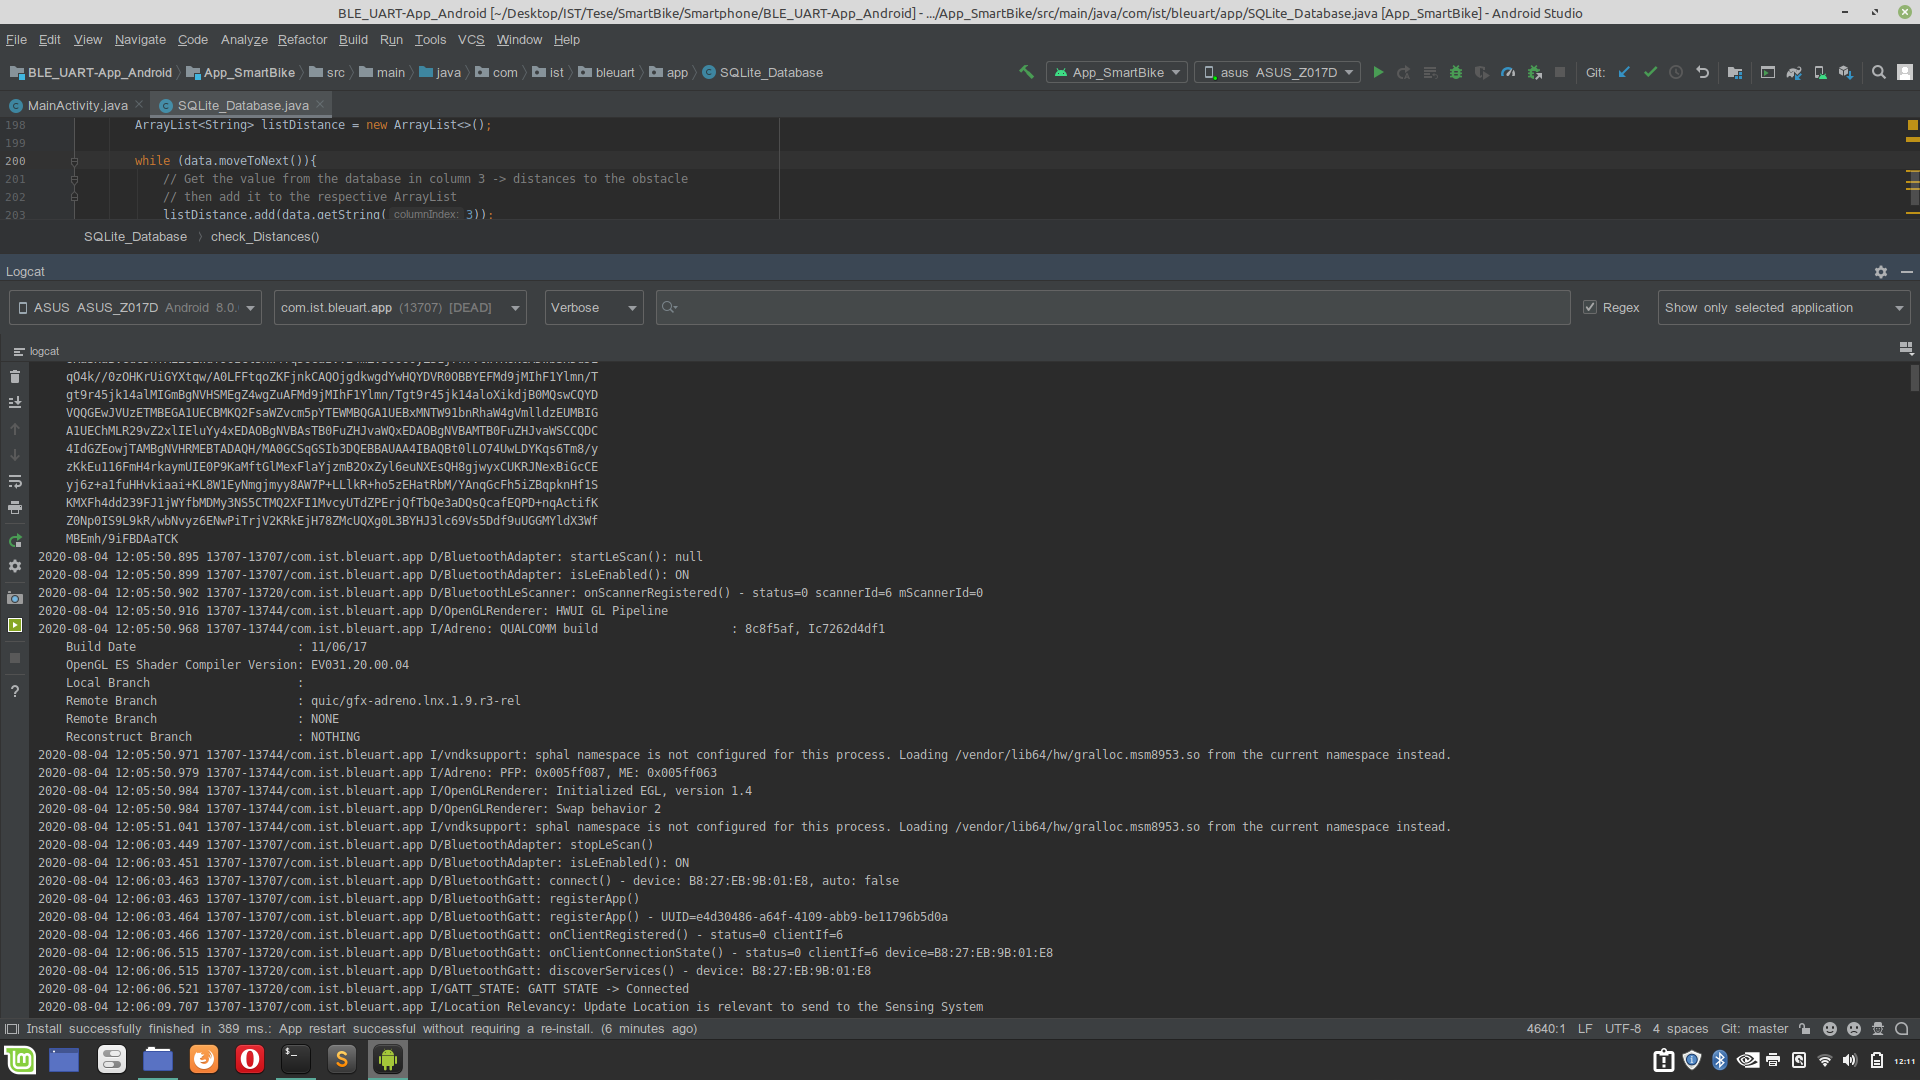 BLE_UART-App_Android [~/Desktop/IST/Tese/SmartBike/Smartphone/BLE_UART-App_Android] - .../App_SmartBike/src/main/java/com/ist/bleuart/app/SQLite_Database.java [App_SmartBike] - Android Studio
File Edit View Navigate Code Analyze Refactor Build Run Tools VCS Window Help
BLE_UART-App_Android App_SmartBike src main java com ist bleuart app SQLite_Database App_SmartBike asus ASUS_Z017D Git:
MainActivity.java SQLite_Database.java
198 ArrayList<String> listDistance = new ArrayList<>();
199
200 while (data.moveToNext()){
201 // Get the value from the database in column 3 -> distances to the obstacle
202 // then add it to the respective ArrayList
203 listDistance.add(data.getString( columnIndex: 3));
SQLite_Database check_Distances()
Logcat
ASUS ASUS_Z017D Android 8.0. com.ist.bleuart.app (13707) [DEAD] Verbose Regex Show only selected application
logcat
qO4k//0zOHKrUiGYXtqw/A0LFFtqoZKFjnkCAQOjgdkwgdYwHQYDVR0OBBYEFMd9jMIhF1Ylmn/T
gt9r45jk14alMIGmBgNVHSMEgZ4wgZuAFMd9jMIhF1Ylmn/Tgt9r45jk14aloXikdjB0MQswCQYD
VQQGEwJVUzETMBEGA1UECBMKQ2FsaWZvcm5pYTEWMBQGA1UEBxMNTW91bnRhaW4gVmlldzEUMBIG
A1UEChMLR29vZ2xlIEluYy4xEDAOBgNVBAsTB0FuZHJvaWQxEDAOBgNVBAMTB0FuZHJvaWSCCQDC
4IdGZEowjTAMBgNVHRMEBTADAQH/MA0GCSqGSIb3DQEBBAUAA4IBAQBt0lLO74UwLDYKqs6Tm8/y
zKkEu116FmH4rkaymUIE0P9KaMftGlMexFlaYjzmB2OxZyl6euNXEsQH8gjwyxCUKRJNexBiGcCE
yj6z+a1fuHHvkiaai+KL8W1EyNmgjmyy8AW7P+LLlkR+ho5zEHatRbM/YAnqGcFh5iZBqpknHf1S
KMXFh4dd239FJ1jWYfbMDMy3NS5CTMQ2XFI1MvcyUTdZPErjQfTbQe3aDQsQcafEQPD+nqActifK
Z0Np0IS9L9kR/wbNvyz6ENwPiTrjV2KRkEjH78ZMcUQXg0L3BYHJ3lc69Vs5Ddf9uUGGMYldX3Wf
MBEmh/9iFBDAaTCK
2020-08-04 12:05:50.895 13707-13707/com.ist.bleuart.app D/BluetoothAdapter: startLeScan(): null
2020-08-04 12:05:50.899 13707-13707/com.ist.bleuart.app D/BluetoothAdapter: isLeEnabled(): ON
2020-08-04 12:05:50.902 13707-13720/com.ist.bleuart.app D/BluetoothLeScanner: onScannerRegistered() - status=0 scannerId=6 mScannerId=0
2020-08-04 12:05:50.916 13707-13744/com.ist.bleuart.app D/OpenGLRenderer: HWUI GL Pipeline
2020-08-04 12:05:50.968 13707-13744/com.ist.bleuart.app I/Adreno: QUALCOMM build : 8c8f5af, Ic7262d4df1
Build Date : 11/06/17
OpenGL ES Shader Compiler Version: EV031.20.00.04
Local Branch :
Remote Branch : quic/gfx-adreno.lnx.1.9.r3-rel
Remote Branch : NONE
Reconstruct Branch : NOTHING
2020-08-04 12:05:50.971 13707-13744/com.ist.bleuart.app I/vndksupport: sphal namespace is not configured for this process. Loading /vendor/lib64/hw/gralloc.msm8953.so from the current namespace instead.
2020-08-04 12:05:50.979 13707-13744/com.ist.bleuart.app I/Adreno: PFP: 0x005ff087, ME: 0x005ff063
2020-08-04 12:05:50.984 13707-13744/com.ist.bleuart.app I/OpenGLRenderer: Initialized EGL, version 1.4
2020-08-04 12:05:50.984 13707-13744/com.ist.bleuart.app D/OpenGLRenderer: Swap behavior 2
2020-08-04 12:05:51.041 13707-13744/com.ist.bleuart.app I/vndksupport: sphal namespace is not configured for this process. Loading /vendor/lib64/hw/gralloc.msm8953.so from the current namespace instead.
2020-08-04 12:06:03.449 13707-13707/com.ist.bleuart.app D/BluetoothAdapter: stopLeScan()
2020-08-04 12:06:03.451 13707-13707/com.ist.bleuart.app D/BluetoothAdapter: isLeEnabled(): ON
2020-08-04 12:06:03.463 13707-13707/com.ist.bleuart.app D/BluetoothGatt: connect() - device: B8:27:EB:9B:01:E8, auto: false
2020-08-04 12:06:03.463 13707-13707/com.ist.bleuart.app D/BluetoothGatt: registerApp()
2020-08-04 12:06:03.464 13707-13707/com.ist.bleuart.app D/BluetoothGatt: registerApp() - UUID=e4d30486-a64f-4109-abb9-be11796b5d0a
2020-08-04 12:06:03.466 13707-13720/com.ist.bleuart.app D/BluetoothGatt: onClientRegistered() - status=0 clientIf=6
2020-08-04 12:06:06.515 13707-13720/com.ist.bleuart.app D/BluetoothGatt: onClientConnectionState() - status=0 clientIf=6 device=B8:27:EB:9B:01:E8
2020-08-04 12:06:06.515 13707-13720/com.ist.bleuart.app D/BluetoothGatt: discoverServices() - device: B8:27:EB:9B:01:E8
2020-08-04 12:06:06.521 13707-13720/com.ist.bleuart.app I/GATT_STATE: GATT STATE -> Connected
2020-08-04 12:06:09.707 13707-13707/com.ist.bleuart.app I/Location Relevancy: Update Location is relevant to send to the Sensing System
Install successfully finished in 389 ms.: App restart successful without requiring a re-install. (6 minutes ago) 4640:1 LF UTF-8 4 spaces Git: master
12:11